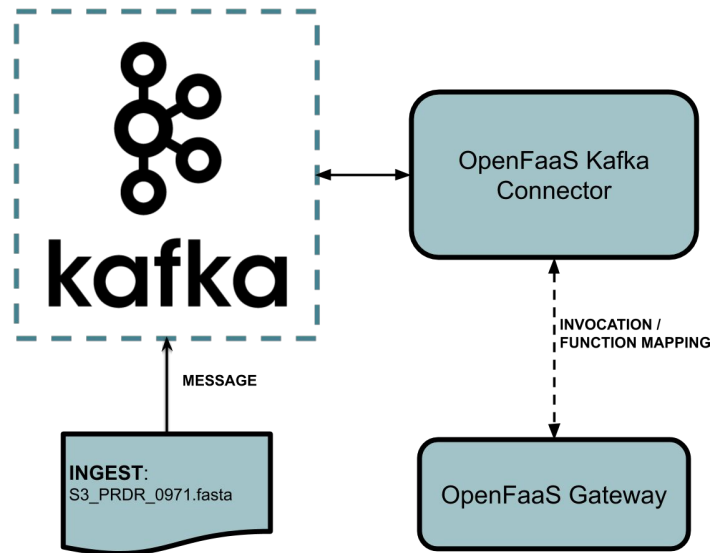 kafka
OpenFaaS Kafka
Connector
INVOCATION /
FUNCTION MAPPING
MESSAGE
INGEST:
S3_PRDR_0971.fasta
OpenFaaS Gateway